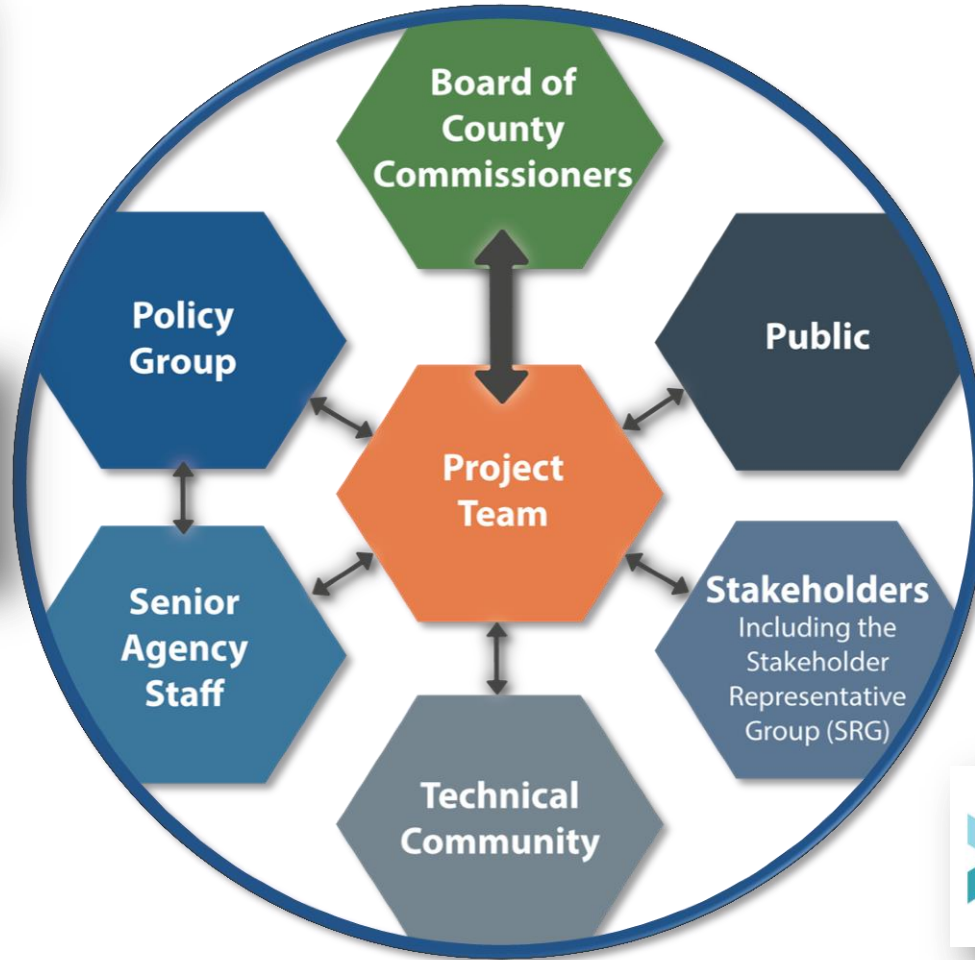 Board of
County
Commissioners
Policy
Group
Public
Project
Team
Senior
Agency
Staff
Stakeholders
Including the
Stakeholder
Representative
Group (SRG)
Technical
Community